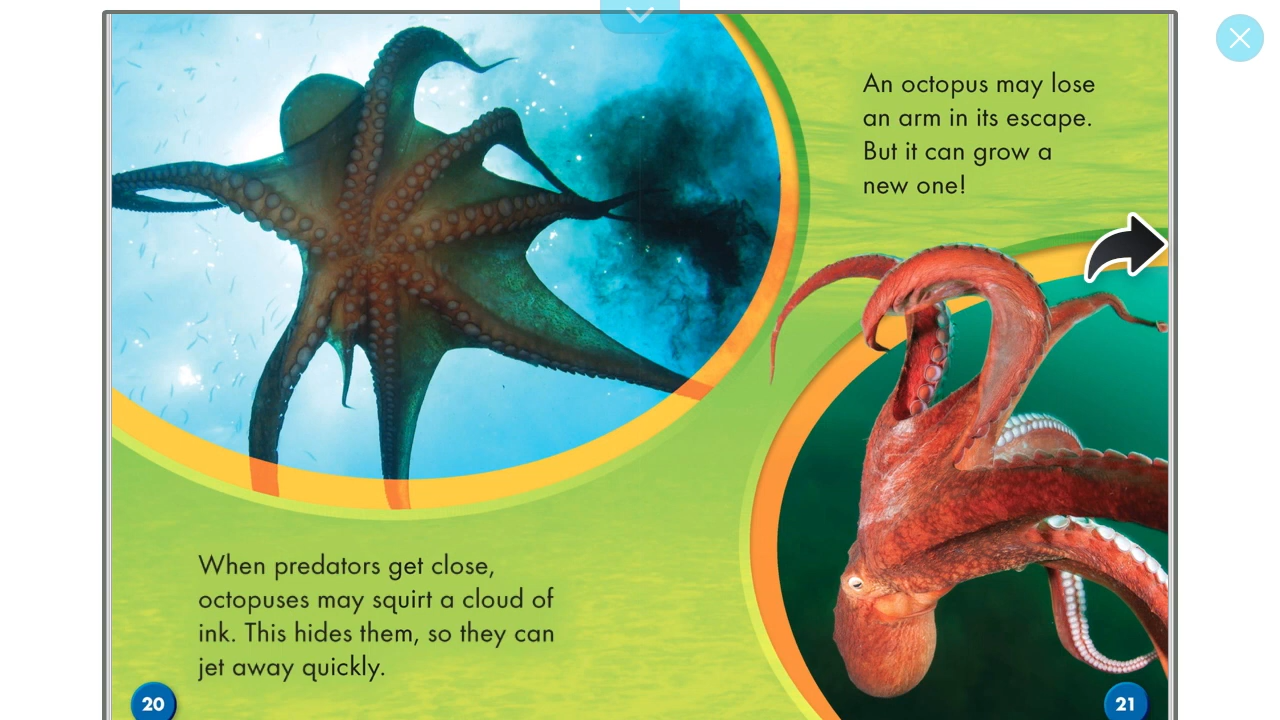 When predators get close,
octopuses may squirt a cloud of
ink. This hides them, so they can
jet away quickly.
20
An octopus may lose
an arm in its escape.
But it can grow a
new one!
21